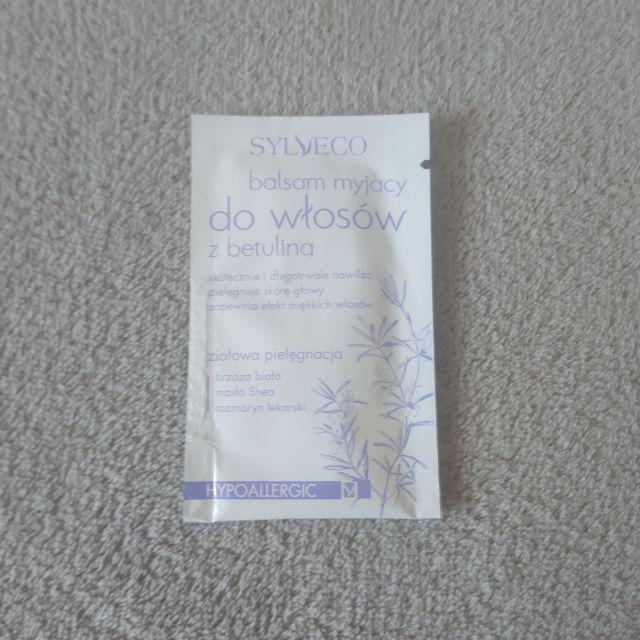 SYLVECO
balsam myjący
do włosów
z betuliną
skutecznie i długotrwale nawilża
pielęgnuje skórę głowy
zapewnia efekt miękkich włosów
ziołowa pielęgnacja
brzoza biała
masło Shea
rozmaryn lekarski
HYPOALLERGIC